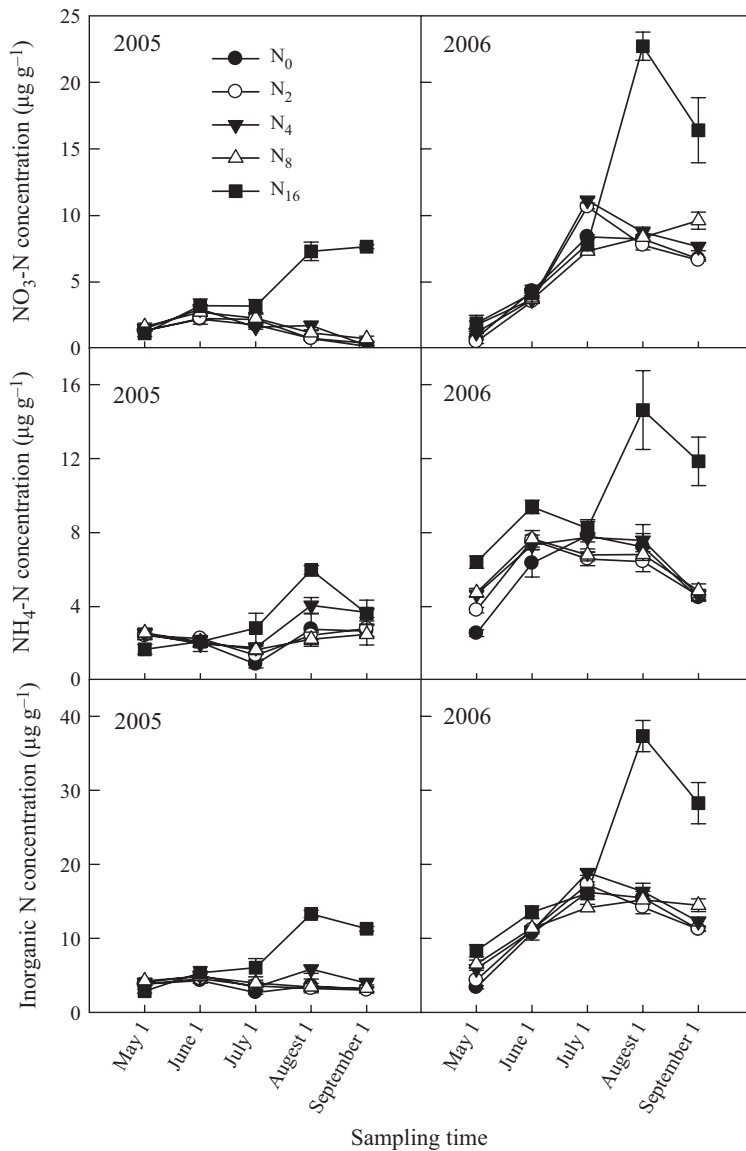 NO₃-N concentration (µg g⁻¹)
25
20
15
10
5
0
2005
N₀
N₂
N₄
N₈
N₁₆
2006
NH₄-N concentration (µg g⁻¹)
16
12
8
4
0
2005
2006
Inorganic N concentration (µg g⁻¹)
40
30
20
10
0
2005
2006
May 1
June 1
July 1
Augest 1
September 1
May 1
June 1
July 1
Augest 1
September 1
Sampling time